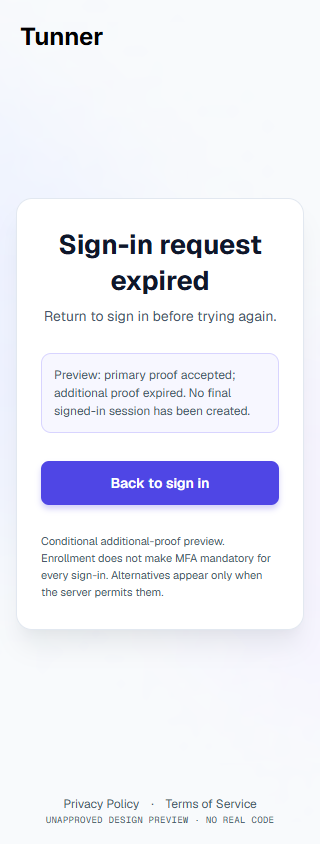 Tunner
Sign-in request
expired
Return to sign in before trying again.
Preview: primary proof accepted;
additional proof expired. No final
signed-in session has been created.
Back to sign in
Conditional additional-proof preview.
Enrollment does not make MFA mandatory for
every sign-in. Alternatives appear only when
the server permits them.
Privacy Policy · Terms of Service
UNAPPROVED DESIGN PREVIEW · NO REAL CODE